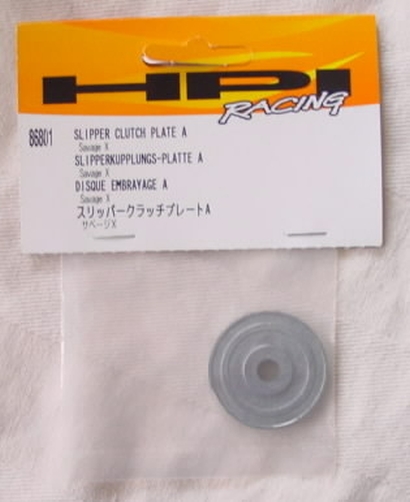 HPI
RACING
86801 SLIPPER CLUTCH PLATE A
Savage X
SLIPPERKUPPLUNGS-PLATTE A
Savage X
DISQUE EMBRAYAGE A
Savage X
スリッパークラッチプレートA
サベージX